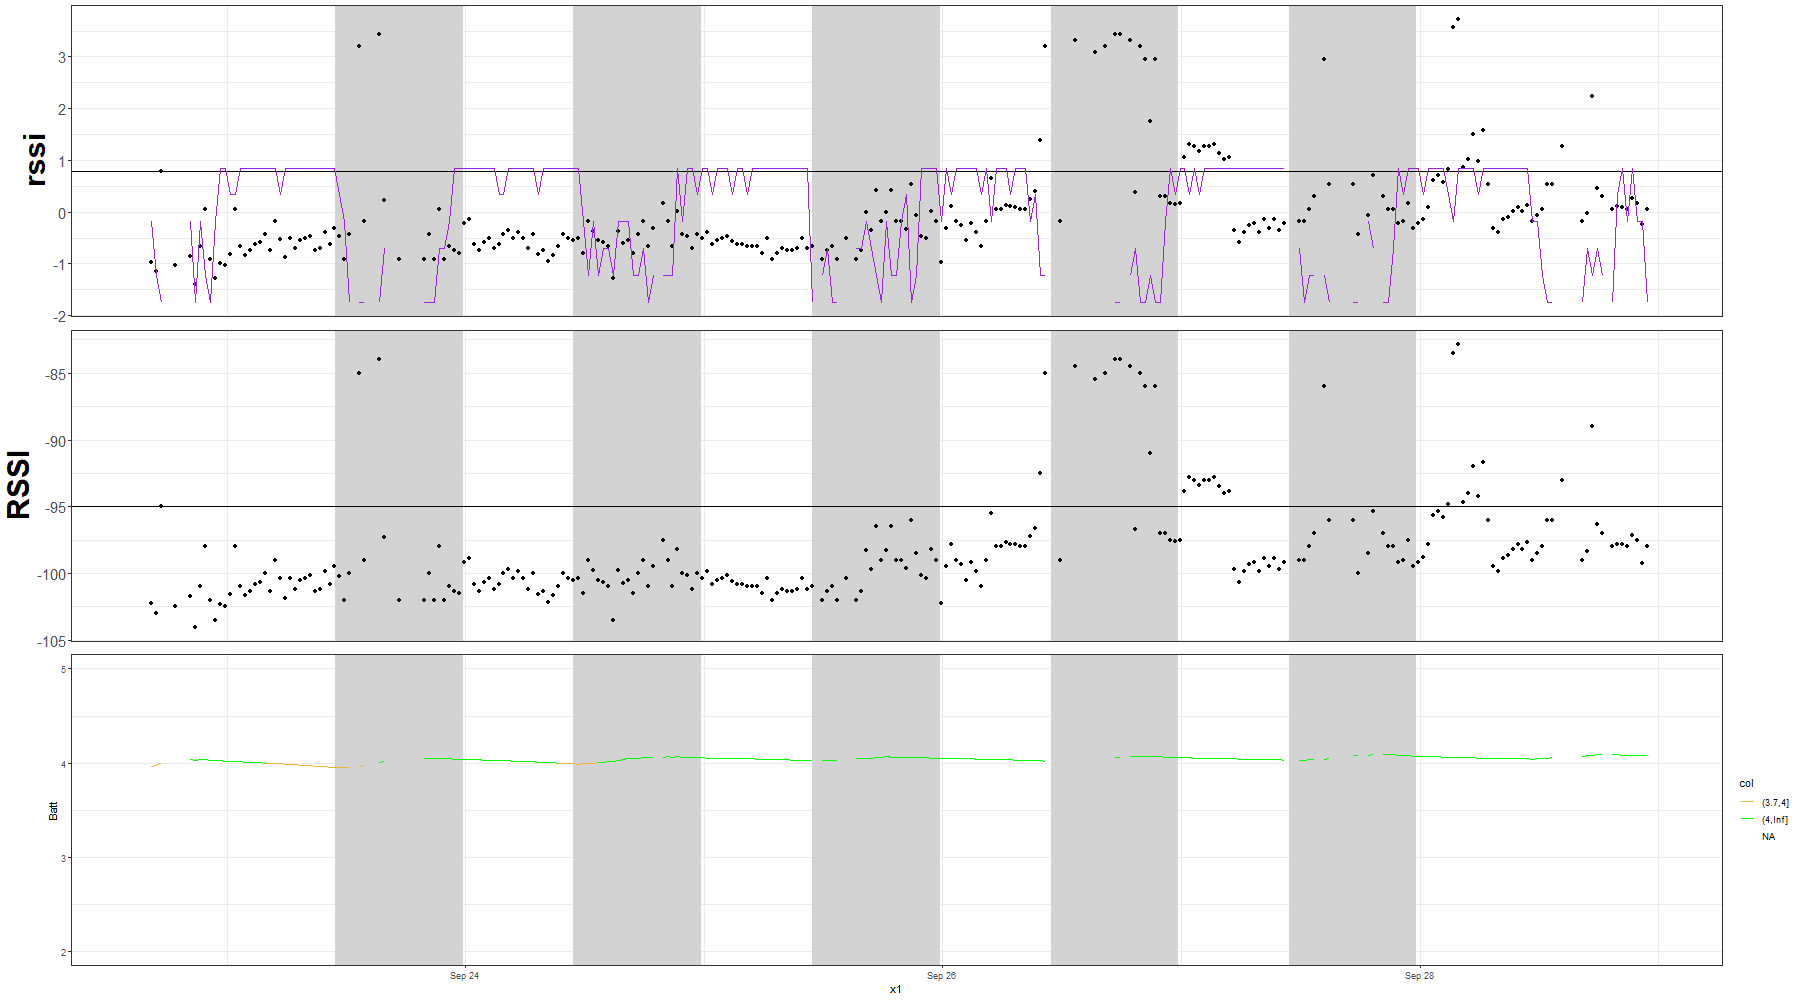 rssi
3
2
1
0
-1
-2
RSSI
-85
-90
-95
-100
-105
Batt
5
4
3
2
Sep 24
Sep 26
Sep 28
x1
col
(3.7,4]
(4,Inf]
NA